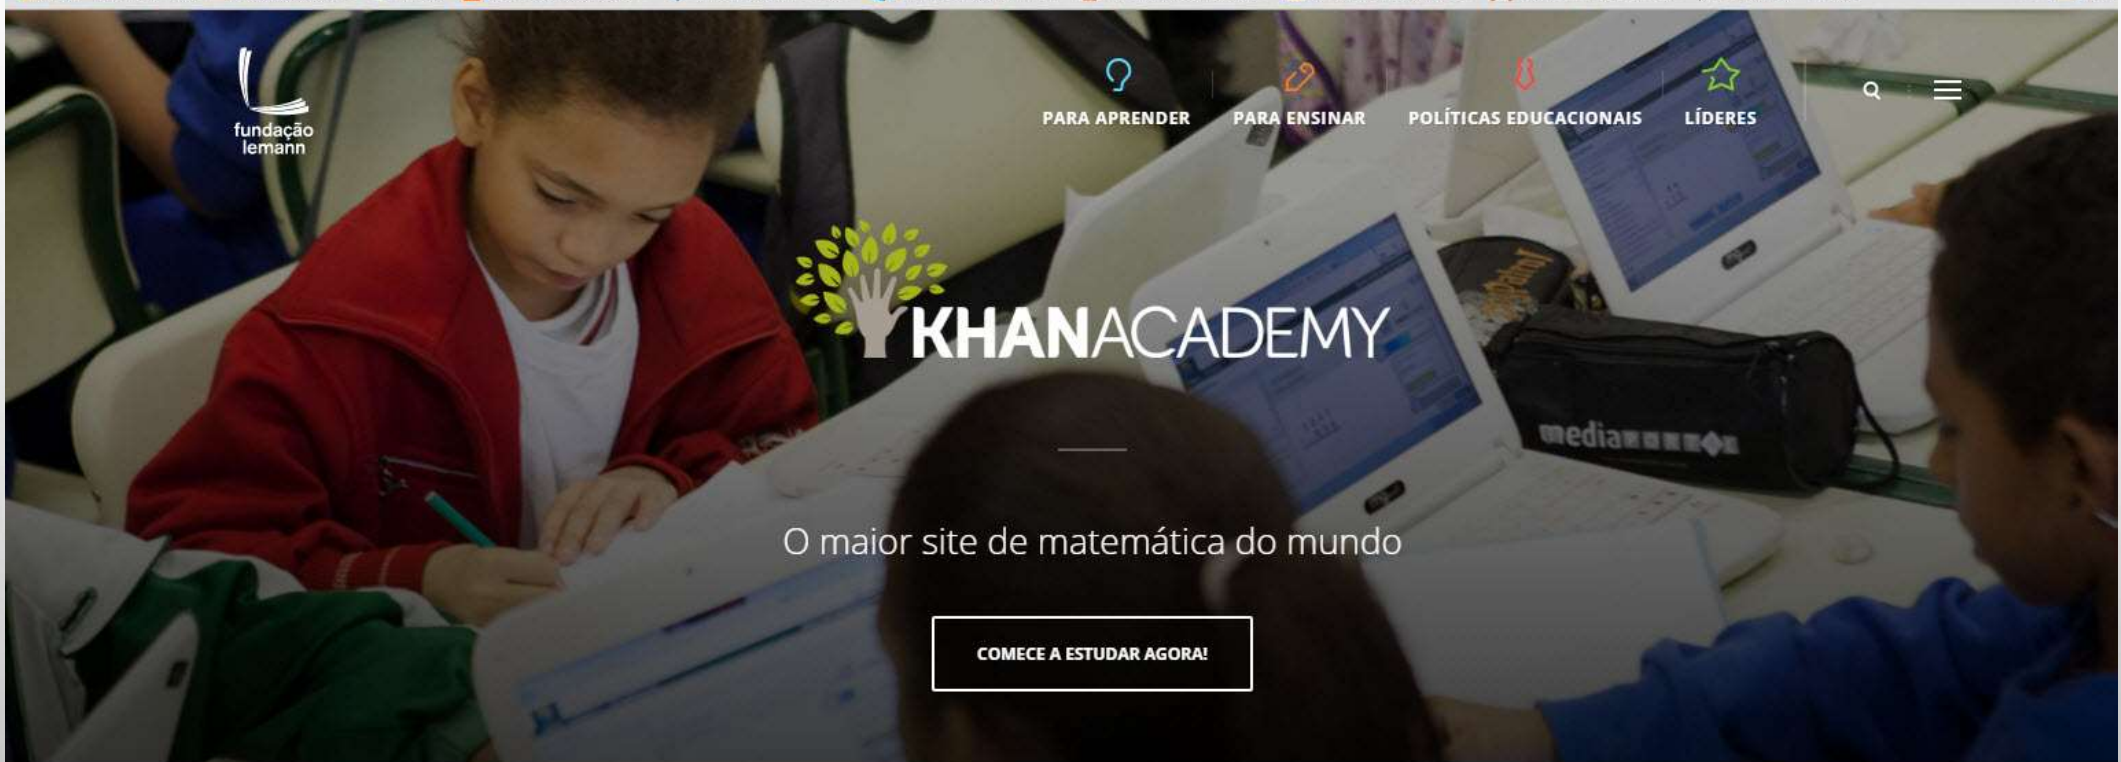 fundação
lemann
PARA APRENDER
PARA ENSINAR
POLÍTICAS EDUCACIONAIS
LÍDERES
KHANACADEMY
media
O maior site de matemática do mundo
COMECE A ESTUDAR AGORA!